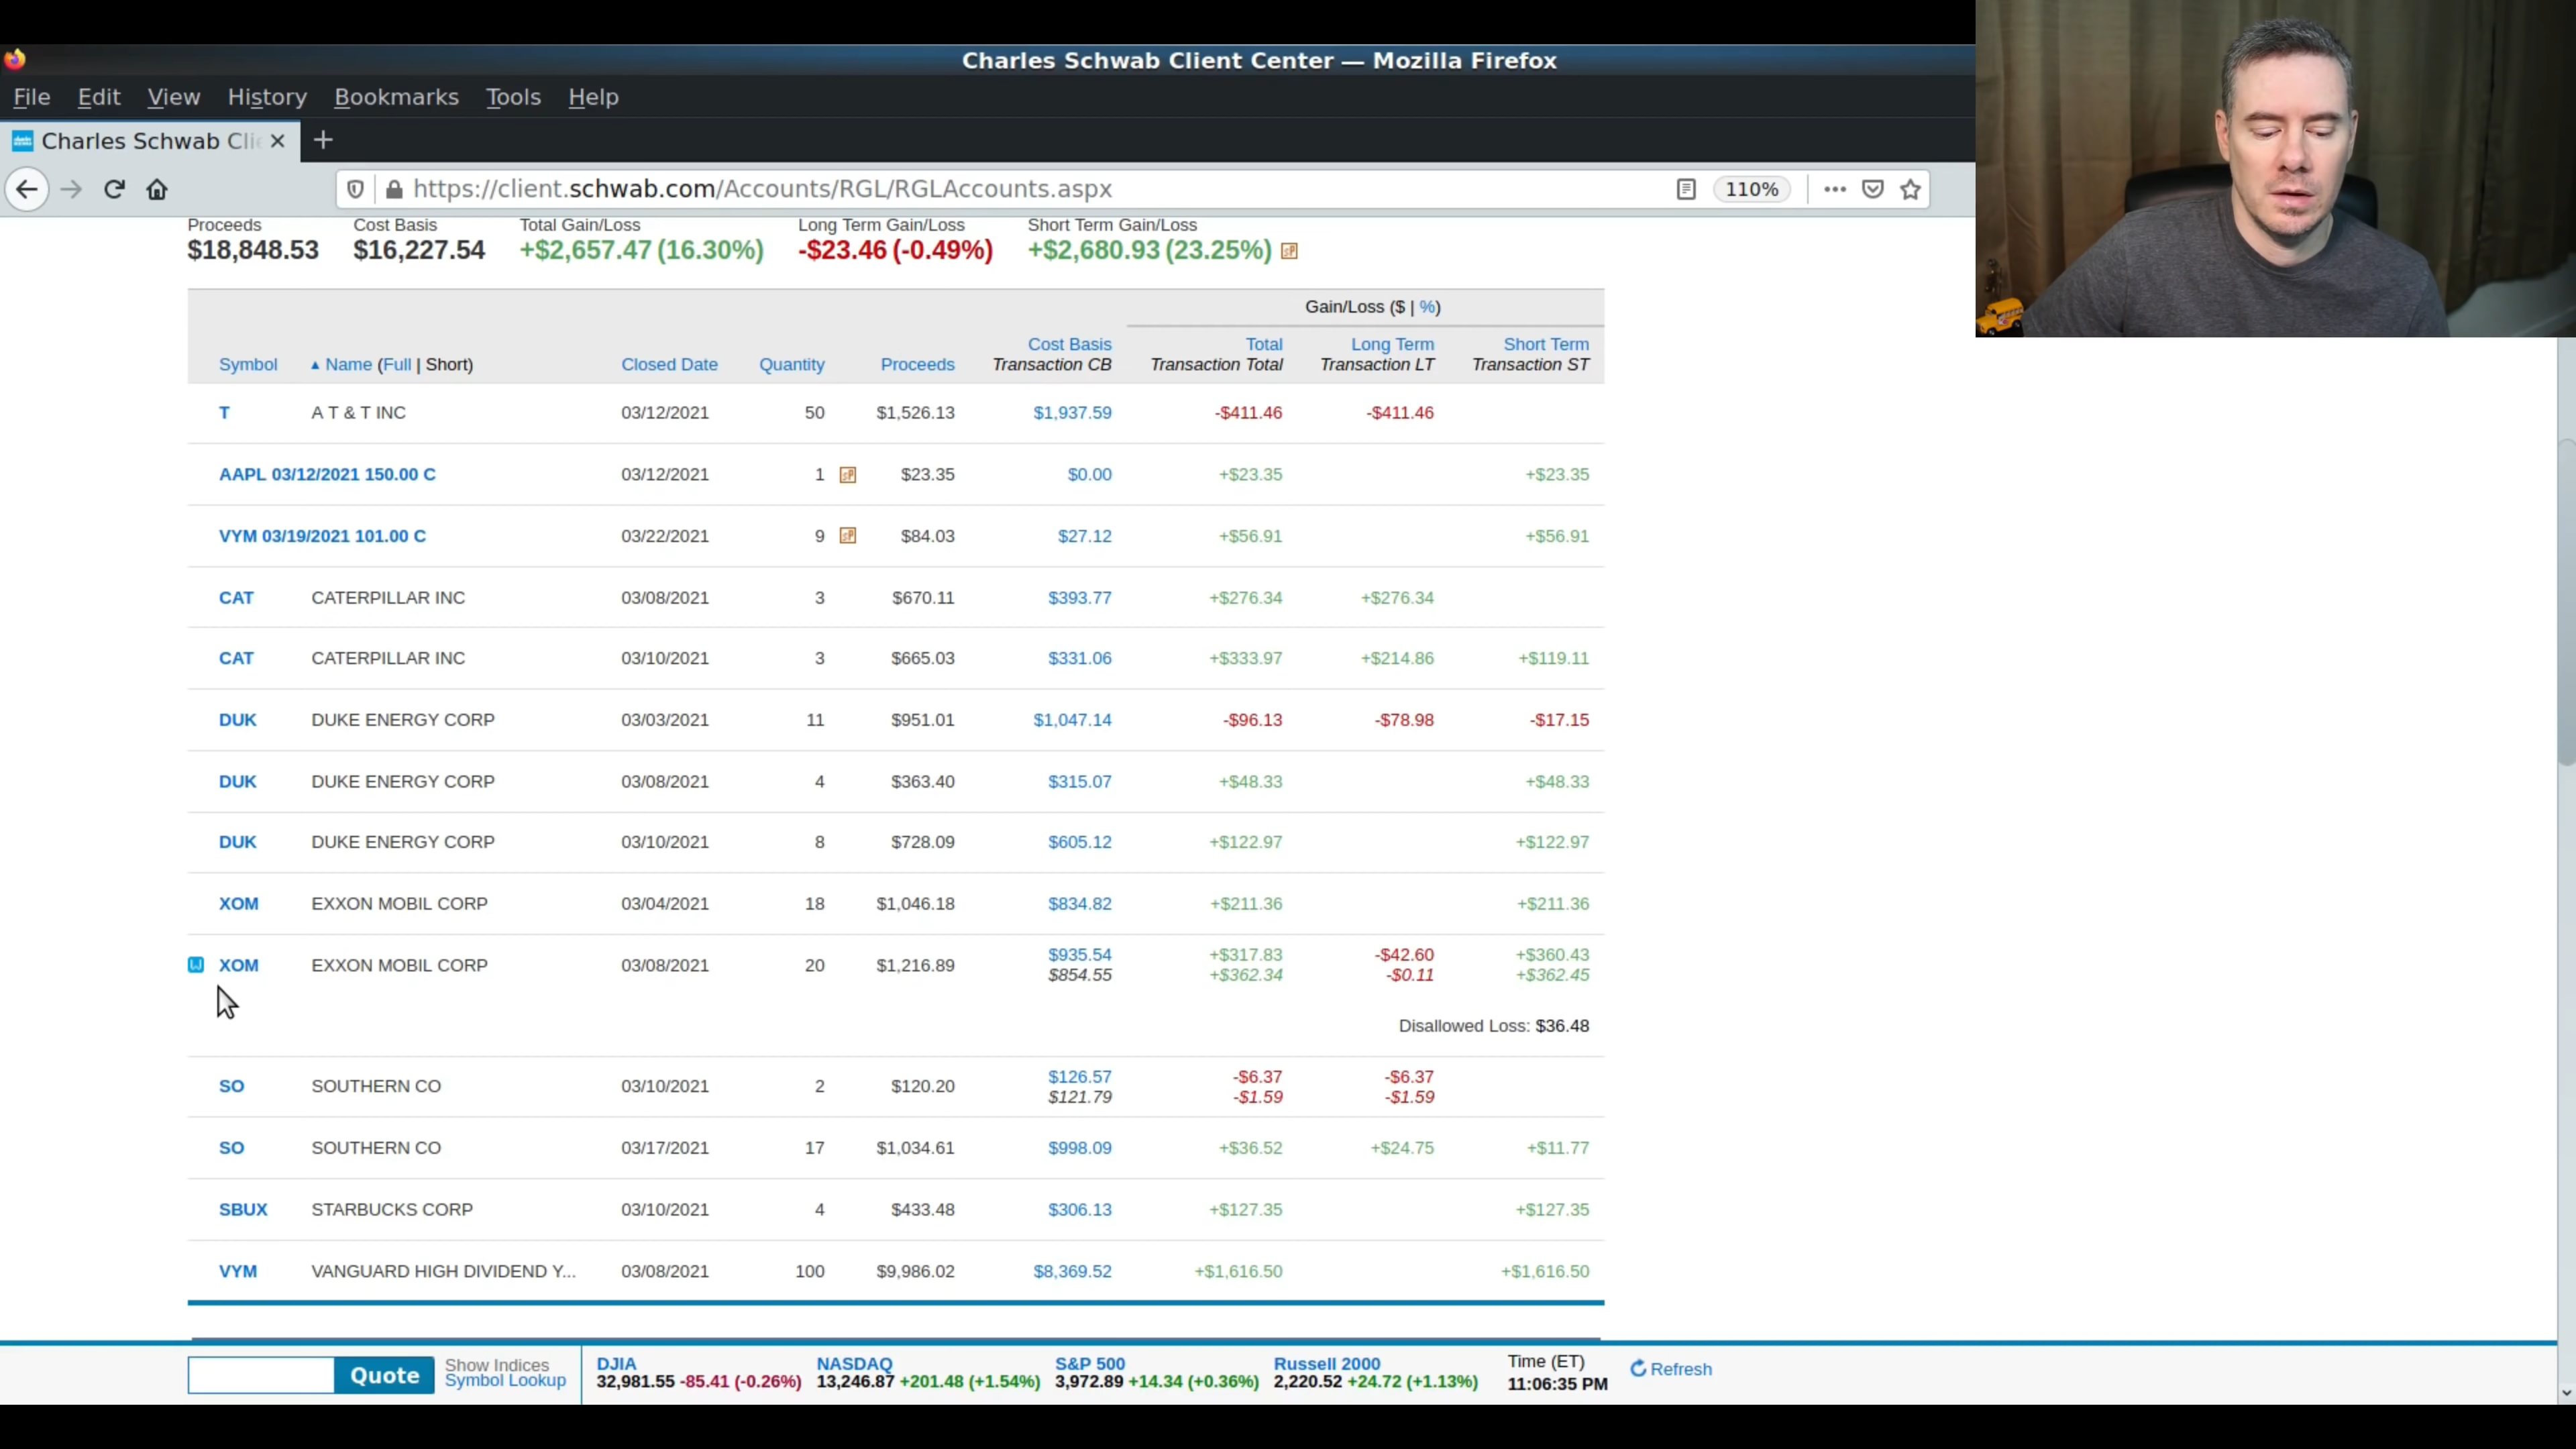 Charles Schwab Client Center — Mozilla Firefox
File Edit View History Bookmarks Tools Help
Charles Schwab Clie
https://client.schwab.com/Accounts/RGL/RGLAccounts.aspx 110%
Proceeds Cost Basis Total Gain/Loss Long Term Gain/Loss Short Term Gain/Loss
$18,848.53 $16,227.54 +$2,657.47 (16.30%) -$23.46 (-0.49%) +$2,680.93 (23.25%)
Gain/Loss ($ | %)
Cost Basis Total Long Term Short Term
Symbol ▲ Name (Full | Short) Closed Date Quantity Proceeds Transaction CB Transaction Total Transaction LT Transaction ST
T A T & T INC 03/12/2021 50 $1,526.13 $1,937.59 -$411.46 -$411.46
AAPL 03/12/2021 150.00 C 03/12/2021 1 $23.35 $0.00 +$23.35 +$23.35
VYM 03/19/2021 101.00 C 03/22/2021 9 $84.03 $27.12 +$56.91 +$56.91
CAT CATERPILLAR INC 03/08/2021 3 $670.11 $393.77 +$276.34 +$276.34
CAT CATERPILLAR INC 03/10/2021 3 $665.03 $331.06 +$333.97 +$214.86 +$119.11
DUK DUKE ENERGY CORP 03/03/2021 11 $951.01 $1,047.14 -$96.13 -$78.98 -$17.15
DUK DUKE ENERGY CORP 03/08/2021 4 $363.40 $315.07 +$48.33 +$48.33
DUK DUKE ENERGY CORP 03/10/2021 8 $728.09 $605.12 +$122.97 +$122.97
XOM EXXON MOBIL CORP 03/04/2021 18 $1,046.18 $834.82 +$211.36 +$211.36
W XOM EXXON MOBIL CORP 03/08/2021 20 $1,216.89 $935.54 +$317.83 -$42.60 +$360.43
$854.55 +$362.34 -$0.11 +$362.45
Disallowed Loss: $36.48
SO SOUTHERN CO 03/10/2021 2 $120.20 $126.57 -$6.37 -$6.37
$121.79 -$1.59 -$1.59
SO SOUTHERN CO 03/17/2021 17 $1,034.61 $998.09 +$36.52 +$24.75 +$11.77
SBUX STARBUCKS CORP 03/10/2021 4 $433.48 $306.13 +$127.35 +$127.35
VYM VANGUARD HIGH DIVIDEND Y... 03/08/2021 100 $9,986.02 $8,369.52 +$1,616.50 +$1,616.50
Quote Show Indices DJIA NASDAQ S&P 500 Russell 2000 Time (ET) Refresh
Symbol Lookup 32,981.55 -85.41 (-0.26%) 13,246.87 +201.48 (+1.54%) 3,972.89 +14.34 (+0.36%) 2,220.52 +24.72 (+1.13%) 11:06:35 PM